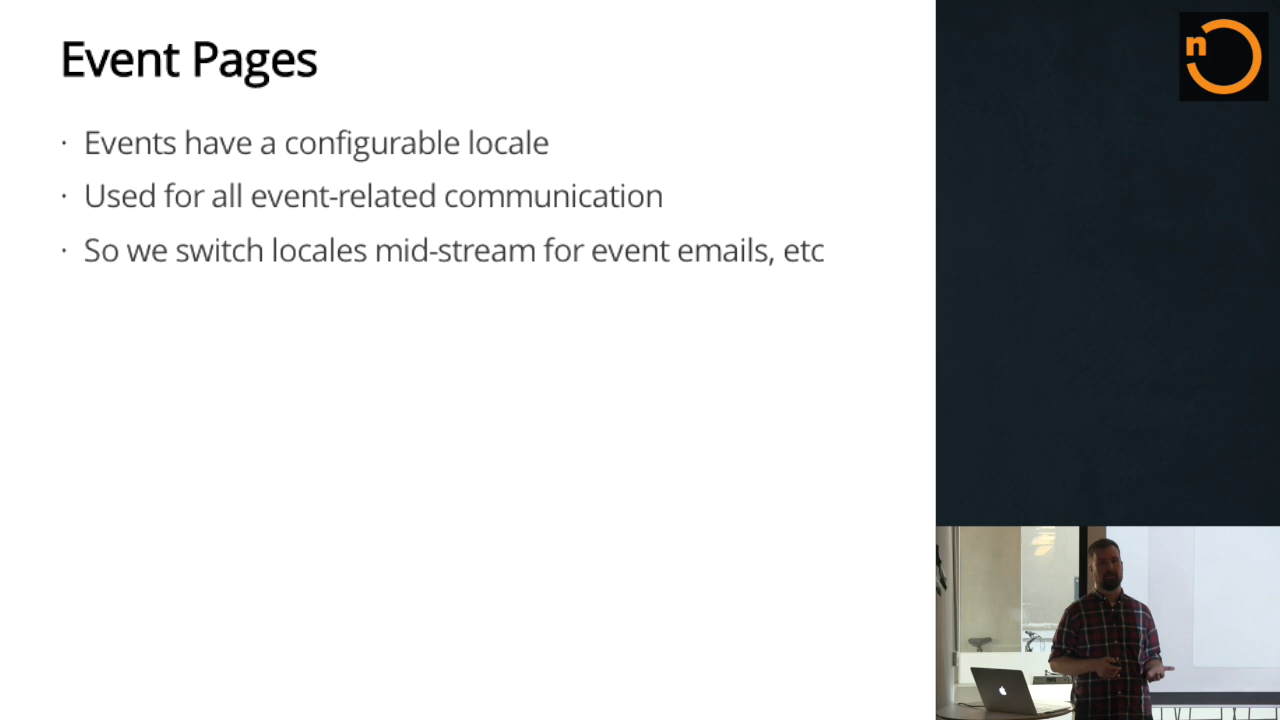 Event Pages
· Events have a configurable locale
· Used for all event-related communication
· So we switch locales mid-stream for event emails, etc
n